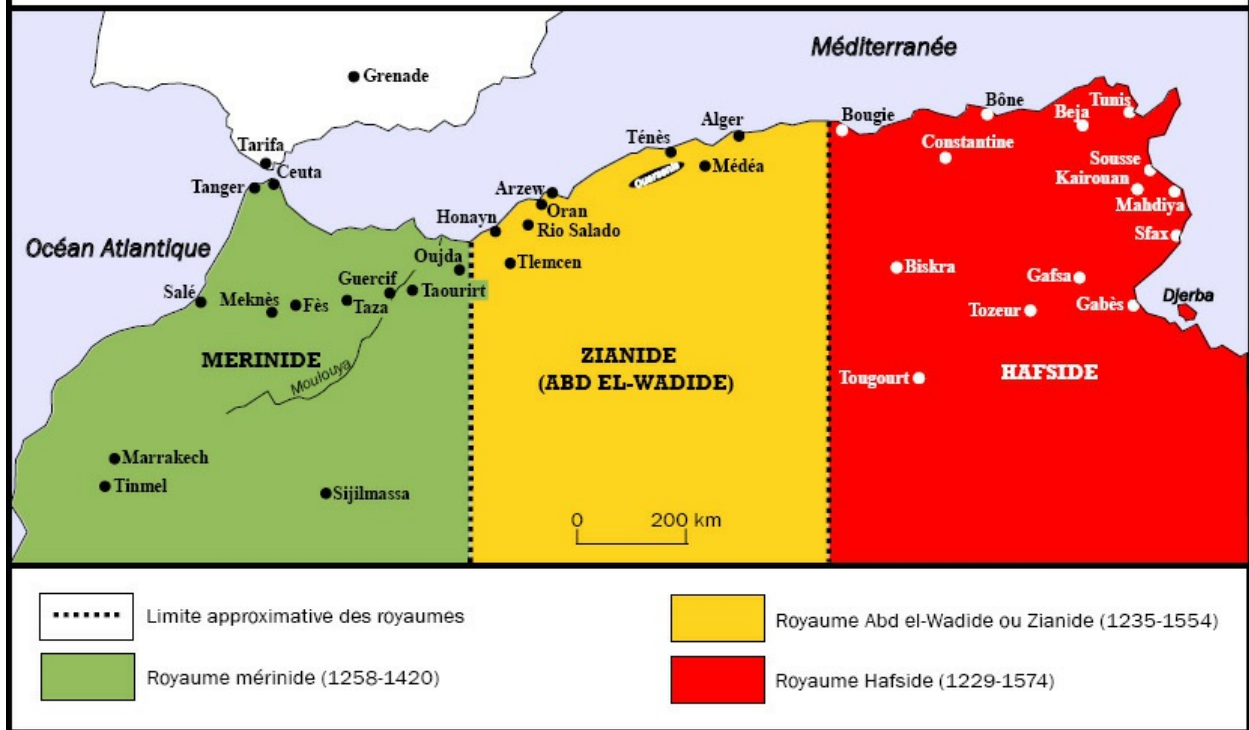 Méditerranée
Grenade
Tarifa
Ceuta
Tanger
Océan Atlantique
Salé
Meknès
Fès
Guercif
Taza
Oujda
Taourirt
MERINIDE
Moulouya
Marrakech
Tinmel
Sijilmassa
Honayn
Arzew
Oran
Rio Salado
Tlemcen
Ténès
Alger
Médéa
Ouarsenis
ZIANIDE
(ABD EL-WADIDE)
0 200 km
Bougie
Bône
Constantine
Beja
Tunis
Sousse
Kairouan
Mahdiya
Sfax
Biskra
Gafsa
Tozeur
Gabès
Djerba
Tougourt
HAFSIDE
Limite approximative des royaumes
Royaume mérinide (1258-1420)
Royaume Abd el-Wadide ou Zianide (1235-1554)
Royaume Hafside (1229-1574)